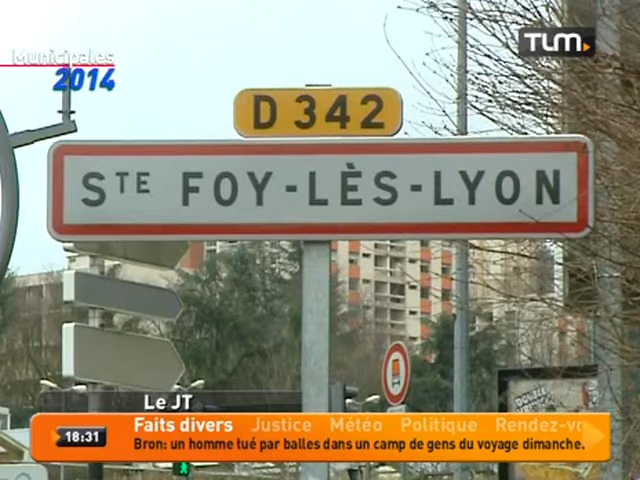 Municipales
2014
TLM
D 342
STE FOY-LÈS-LYON
Le JT
Faits divers Justice Météo Politique
18:31
Bron: un homme tué par balles dans un camp de gens du voyage dimanche.